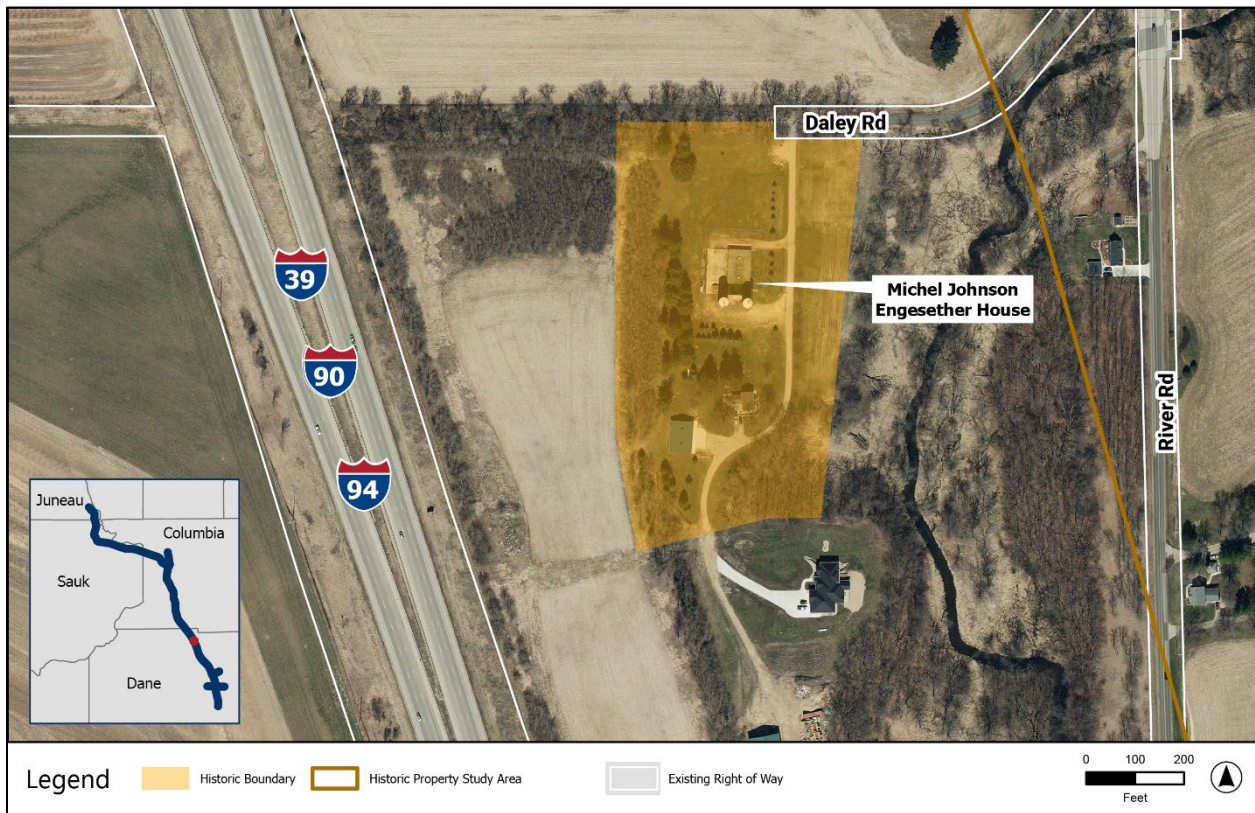 Daley Rd
39
Michel Johnson
Engesether House
90
River Rd
94
Juneau
Columbia
Sauk
Dane
Legend
Historic Boundary
Historic Property Study Area
Existing Right of Way
0 100 200
Feet